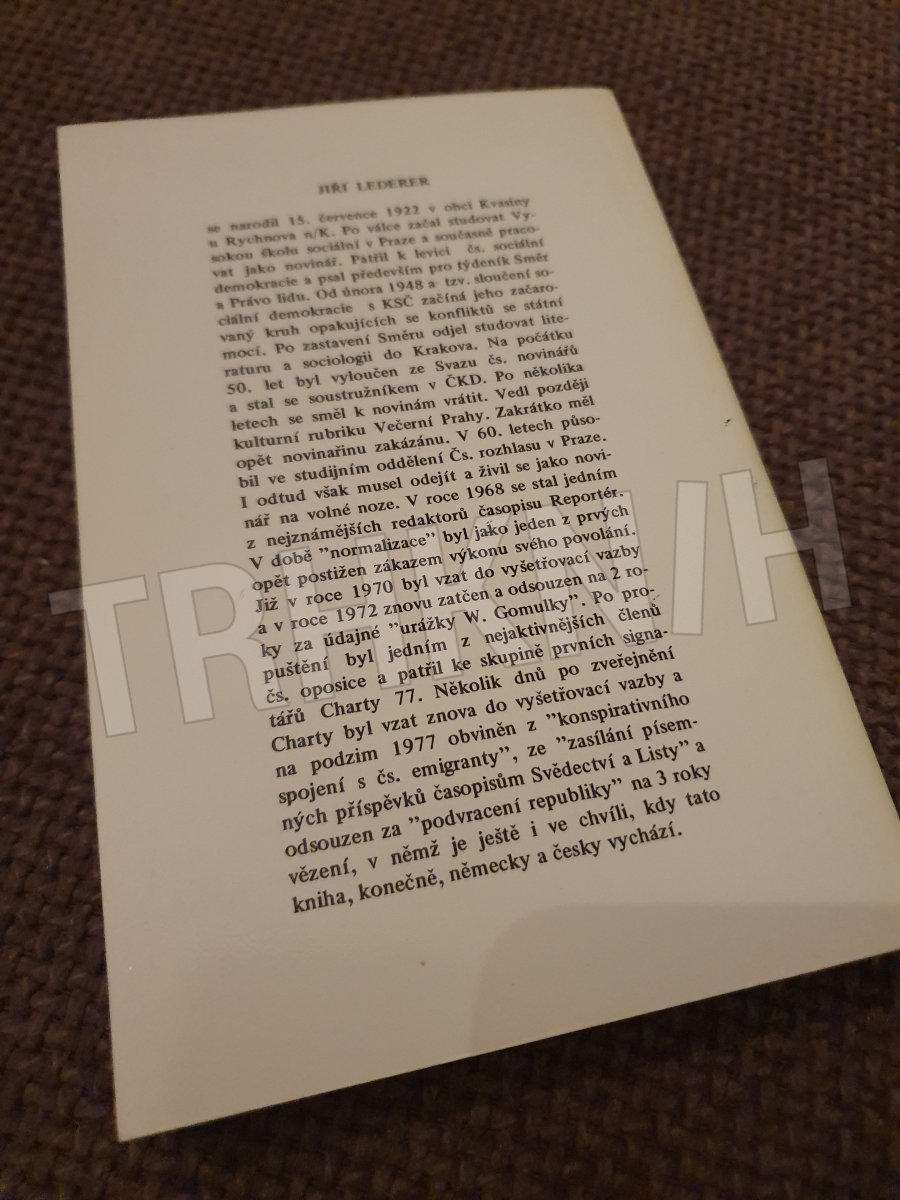 JIŘÍ LEDERER
se narodil 15. července 1922 v obci Kvasiny
u Rychnova n/K. Po válce začal studovat Vy-
sokou školu sociální v Praze a současně praco-
vat jako novinář. Patřil k levici čs. sociální
demokracie a psal především pro týdeník Směr
a Právo lidu. Od února 1948 a tzv. sloučení so-
ciální demokracie s KSČ začíná jeho začaro-
vaný kruh opakujících se konfliktů se státní
mocí. Po zastavení Směru odjel studovat lite-
raturu a sociologii do Krakova. Na počátku
50. let byl vyloučen ze Svazu čs. novinářů
a stal se soustružníkem v ČKD. Po několika
letech se směl k novinám vrátit. Vedl později
kulturní rubriku Večerní Prahy. Zakrátko měl
opět novinařinu zakázánu. V 60. letech půso-
bil ve studijním oddělení Čs. rozhlasu v Praze.
I odtud však musel odejít a živil se jako novi-
nář na volné noze. V roce 1968 se stal jedním
z nejznámějších redaktorů časopisu Reportér.
V době ”normalizace” byl jako jeden z prvých
opět postižen zákazem výkonu svého povolání.
Již v roce 1970 byl vzat do vyšetřovací vazby
a v roce 1972 znovu zatčen a odsouzen na 2 ro-
ky za údajné ”urážky W. Gomulky”. Po pro-
puštění byl jedním z nejaktivnějších členů
čs. oposice a patřil ke skupině prvních signa-
tářů Charty 77. Několik dnů po zveřejnění
Charty byl vzat znova do vyšetřovací vazby a
na podzim 1977 obviněn z ”konspirativního
spojení s čs. emigranty”, ze ”zasílání písem-
ných příspěvků časopisům Svědectví a Listy” a
odsouzen za ”podvracení republiky” na 3 roky
vězení, v němž je ještě i ve chvíli, kdy tato
kniha, konečně, německy a česky vychází.
TRHKNIH